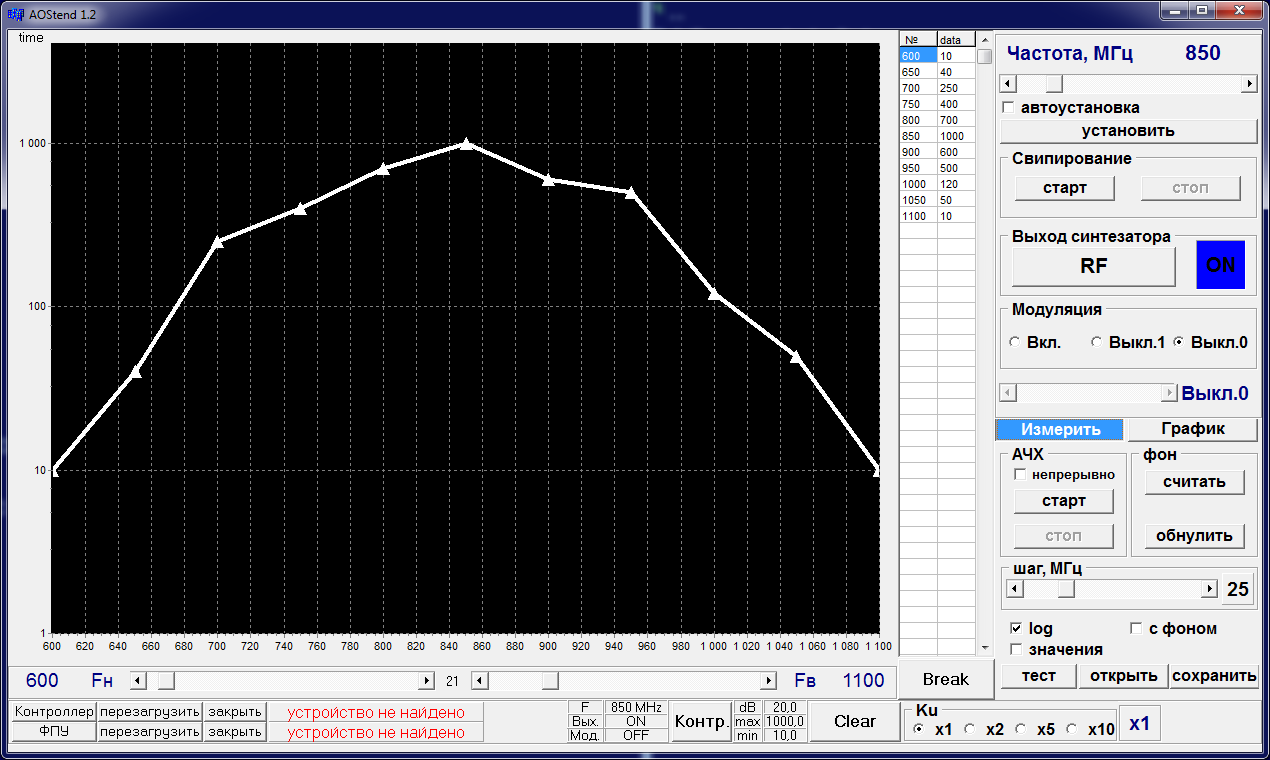 AOStend 1.2
time
1 000
100
10
1
600 620 640 660 680 700 720 740 760 780 800 820 840 860 880 900 920 940 960 980 1 000 1 020 1 040 1 060 1 080 1 100
№ data
600 10
650 40
700 250
750 400
800 700
850 1000
900 600
950 500
1000 120
1050 50
1100 10
Частота, МГц 850
автоустановка
установить
Свипирование
старт стоп
Выход синтезатора
RF ON
Модуляция
Вкл. Выкл.1 Выкл.0
Выкл.0
Измерить График
АЧХ фон
непрерывно
считать
старт
стоп обнулить
шаг, МГц
25
log с фоном
значения
тест открыть сохранить
600 Fн 21 Fв 1100 Break
Контроллер перезагрузить закрыть устройство не найдено
ФПУ перезагрузить закрыть устройство не найдено
F 850 MHz
Вых. ON
Мод. OFF
Контр.
dB 20,0
max 1000,0
min 10,0
Clear
Ku
x1 x2 x5 x10 x1